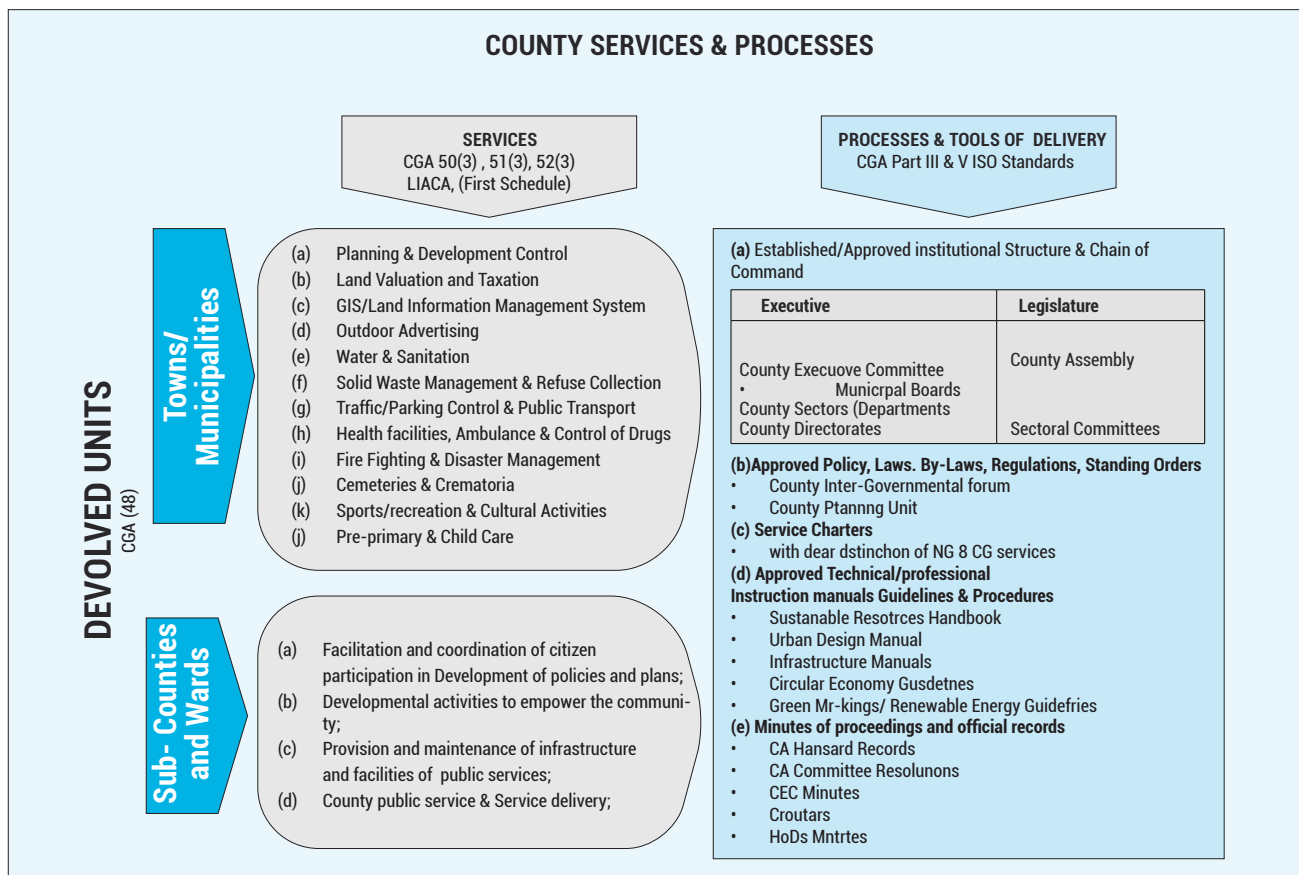 COUNTY SERVICES & PROCESSES
SERVICES
CGA 50(3) , 51(3), 52(3)
LIACA, (First Schedule)
PROCESSES & TOOLS OF DELIVERY
CGA Part III & V ISO Standards
DEVOLVED UNITS
CGA (48)
Towns/
Municipalities
(a) Planning & Development Control
(b) Land Valuation and Taxation
(c) GIS/Land Information Management System
(d) Outdoor Advertising
(e) Water & Sanitation
(f) Solid Waste Management & Refuse Collection
(g) Traffic/Parking Control & Public Transport
(h) Health facilities, Ambulance & Control of Drugs
(i) Fire Fighting & Disaster Management
(j) Cemeteries & Crematoria
(k) Sports/recreation & Cultural Activities
(j) Pre-primary & Child Care
Sub- Counties
and Wards
(a) Facilitation and coordination of citizen
participation in Development of policies and plans;
(b) Developmental activities to empower the communi-
ty;
(c) Provision and maintenance of infrastructure
and facilities of public services;
(d) County public service & Service delivery;
(a) Established/Approved institutional Structure & Chain of
Command
Executive Legislature
County Assembly
County Execuove Committee
• Municrpal Boards
County Sectors (Departments
County Directorates Sectoral Committees
(b)Approved Policy, Laws. By-Laws, Regulations, Standing Orders
• County Inter-Governmental forum
• County Ptannng Unit
(c) Service Charters
• with dear dstinchon of NG 8 CG services
(d) Approved Technical/professional
Instruction manuals Guidelines & Procedures
• Sustanable Resotrces Handbook
• Urban Design Manual
• Infrastructure Manuals
• Circular Economy Gusdetnes
• Green Mr-kings/ Renewable Energy Guidefries
(e) Minutes of proceedings and official records
• CA Hansard Records
• CA Committee Resolunons
• CEC Minutes
• Croutars
• HoDs Mntrtes